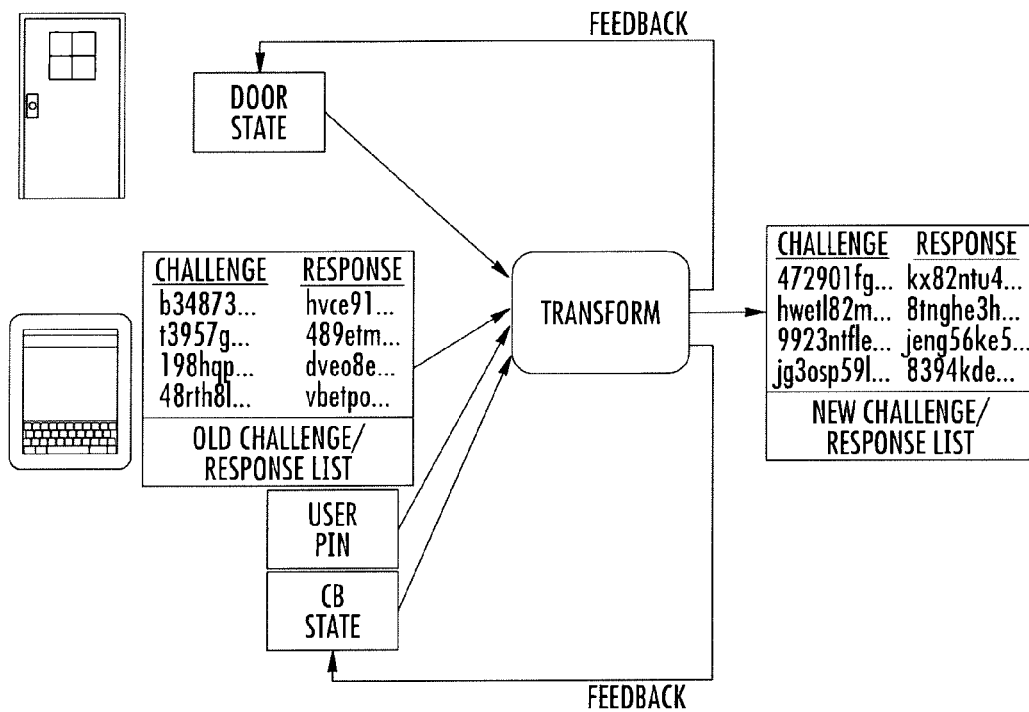 FEEDBACK
DOOR
STATE
CHALLENGE RESPONSE
b34873... hvce91...
t3957g... 489etm...
198hqp... dveo8e...
48rth8l... vbetpo...
OLD CHALLENGE/
RESPONSE LIST
USER
PIN
CB
STATE
TRANSFORM
CHALLENGE RESPONSE
472901fg... kx82ntu4...
hwetl82m... 8tnghe3h...
9923ntfle... jeng56ke5...
jg3osp59l... 8394kde...
NEW CHALLENGE/
RESPONSE LIST
FEEDBACK